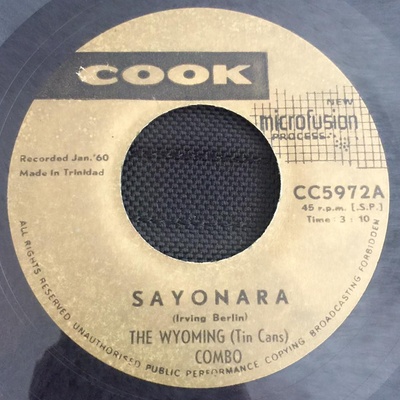 COOK
NEW
microfusion
PROCESS
Recorded Jan. '60
Made in Trinidad
CC5972A
45 r.p.m. [.S.P.]
Time : 3 : 10
SAYONARA
(Irving Berlin)
THE WYOMING (Tin Cans)
COMBO
ALL RIGHTS RESERVED UNAUTHORISED PUBLIC PERFORMANCE COPYING BROADCASTING FORBIDDEN